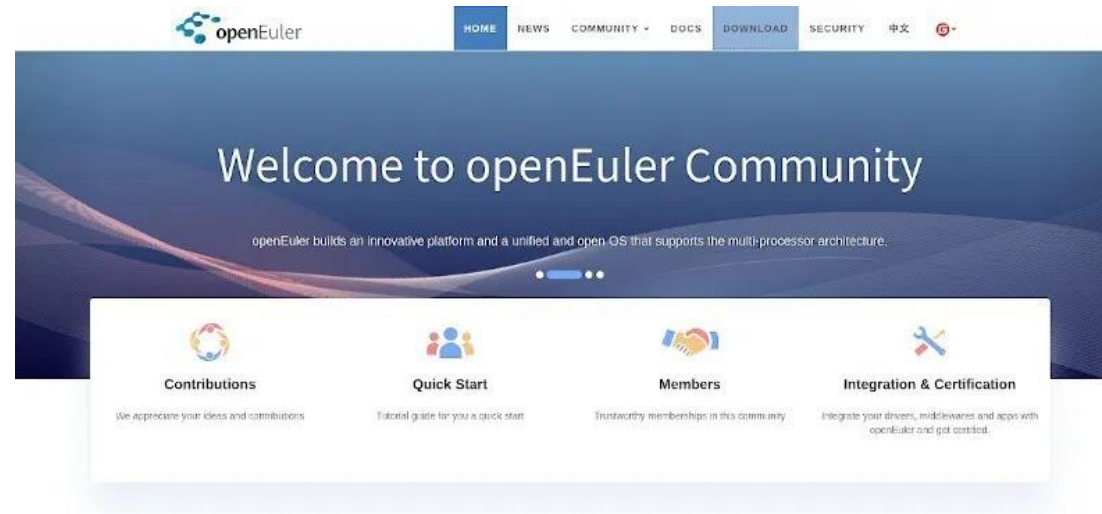 openEuler
HOME NEWS COMMUNITY DOCS DOWNLOAD SECURITY 中文 G
Welcome to openEuler Community
openEuler builds an innovative platform and a unified and open OS that supports the multi-processor architecture.
Contributions Quick Start Members Integration & Certification
We appreciate your ideas and contributions Tutorial guide for you a quick start Trustworthy memberships in this community Integrate your drivers, middlewares and apps with
openEuler and get certified.